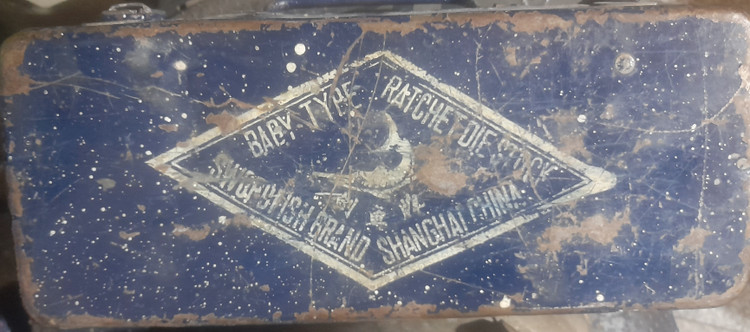 BABY TYPE
RATCHET DIE STOCK
SWORDFISH BRAND
SHANGHAI CHINA